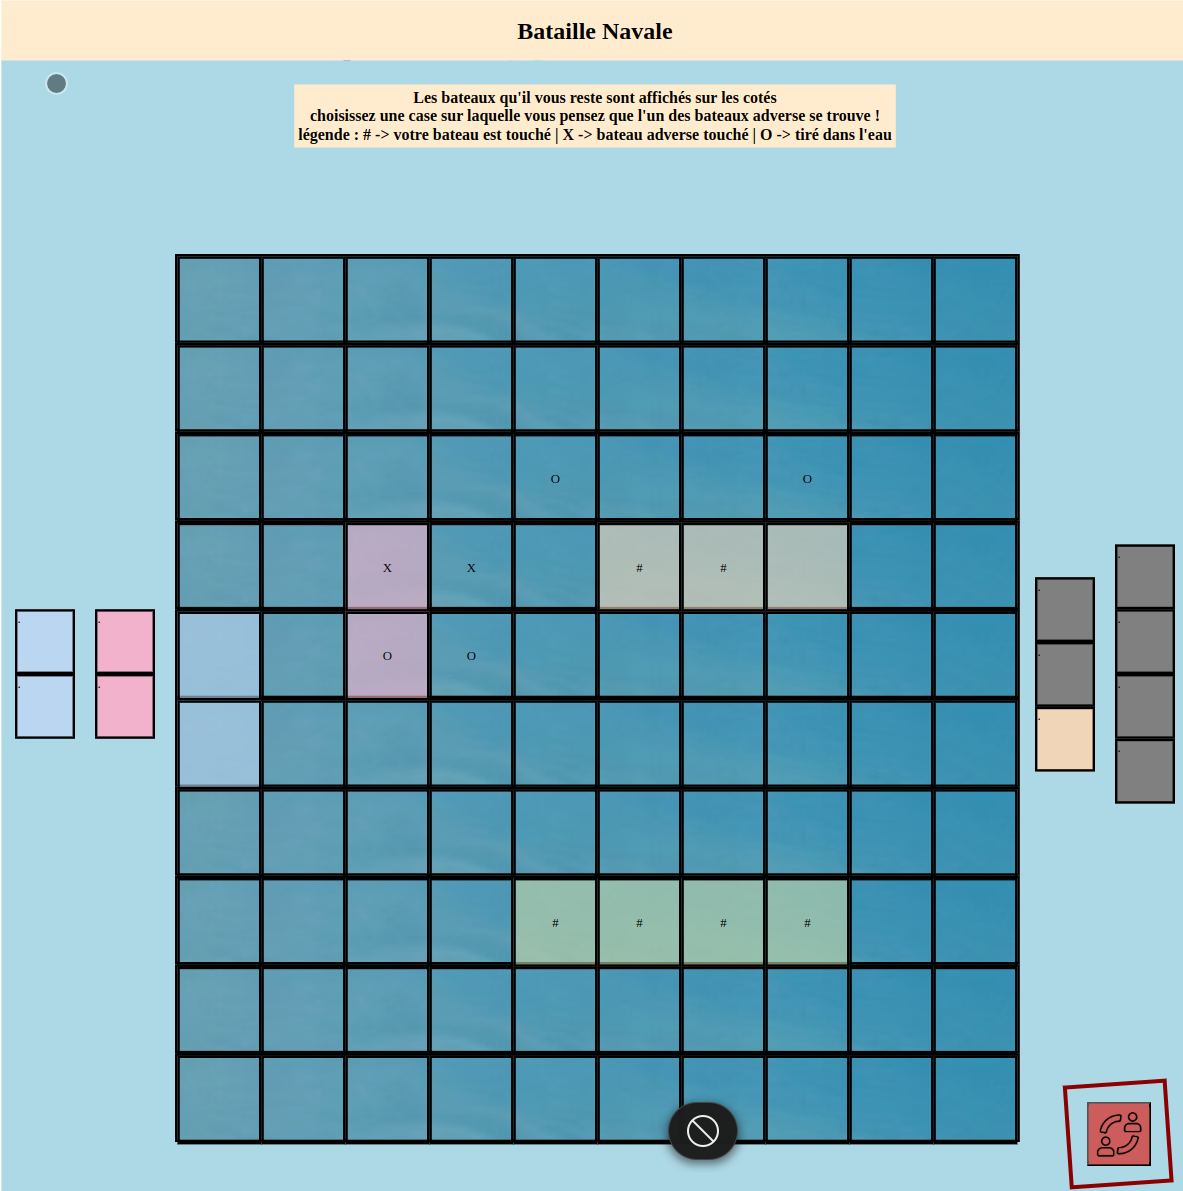 Bataille Navale
Les bateaux qu'il vous reste sont affichés sur les cotés
choisissez une case sur laquelle vous pensez que l'un des bateaux adverse se trouve !
légende : # -> votre bateau est touché | X -> bateau adverse touché | O -> tiré dans l'eau
O O
X X # #
O O
# # # #